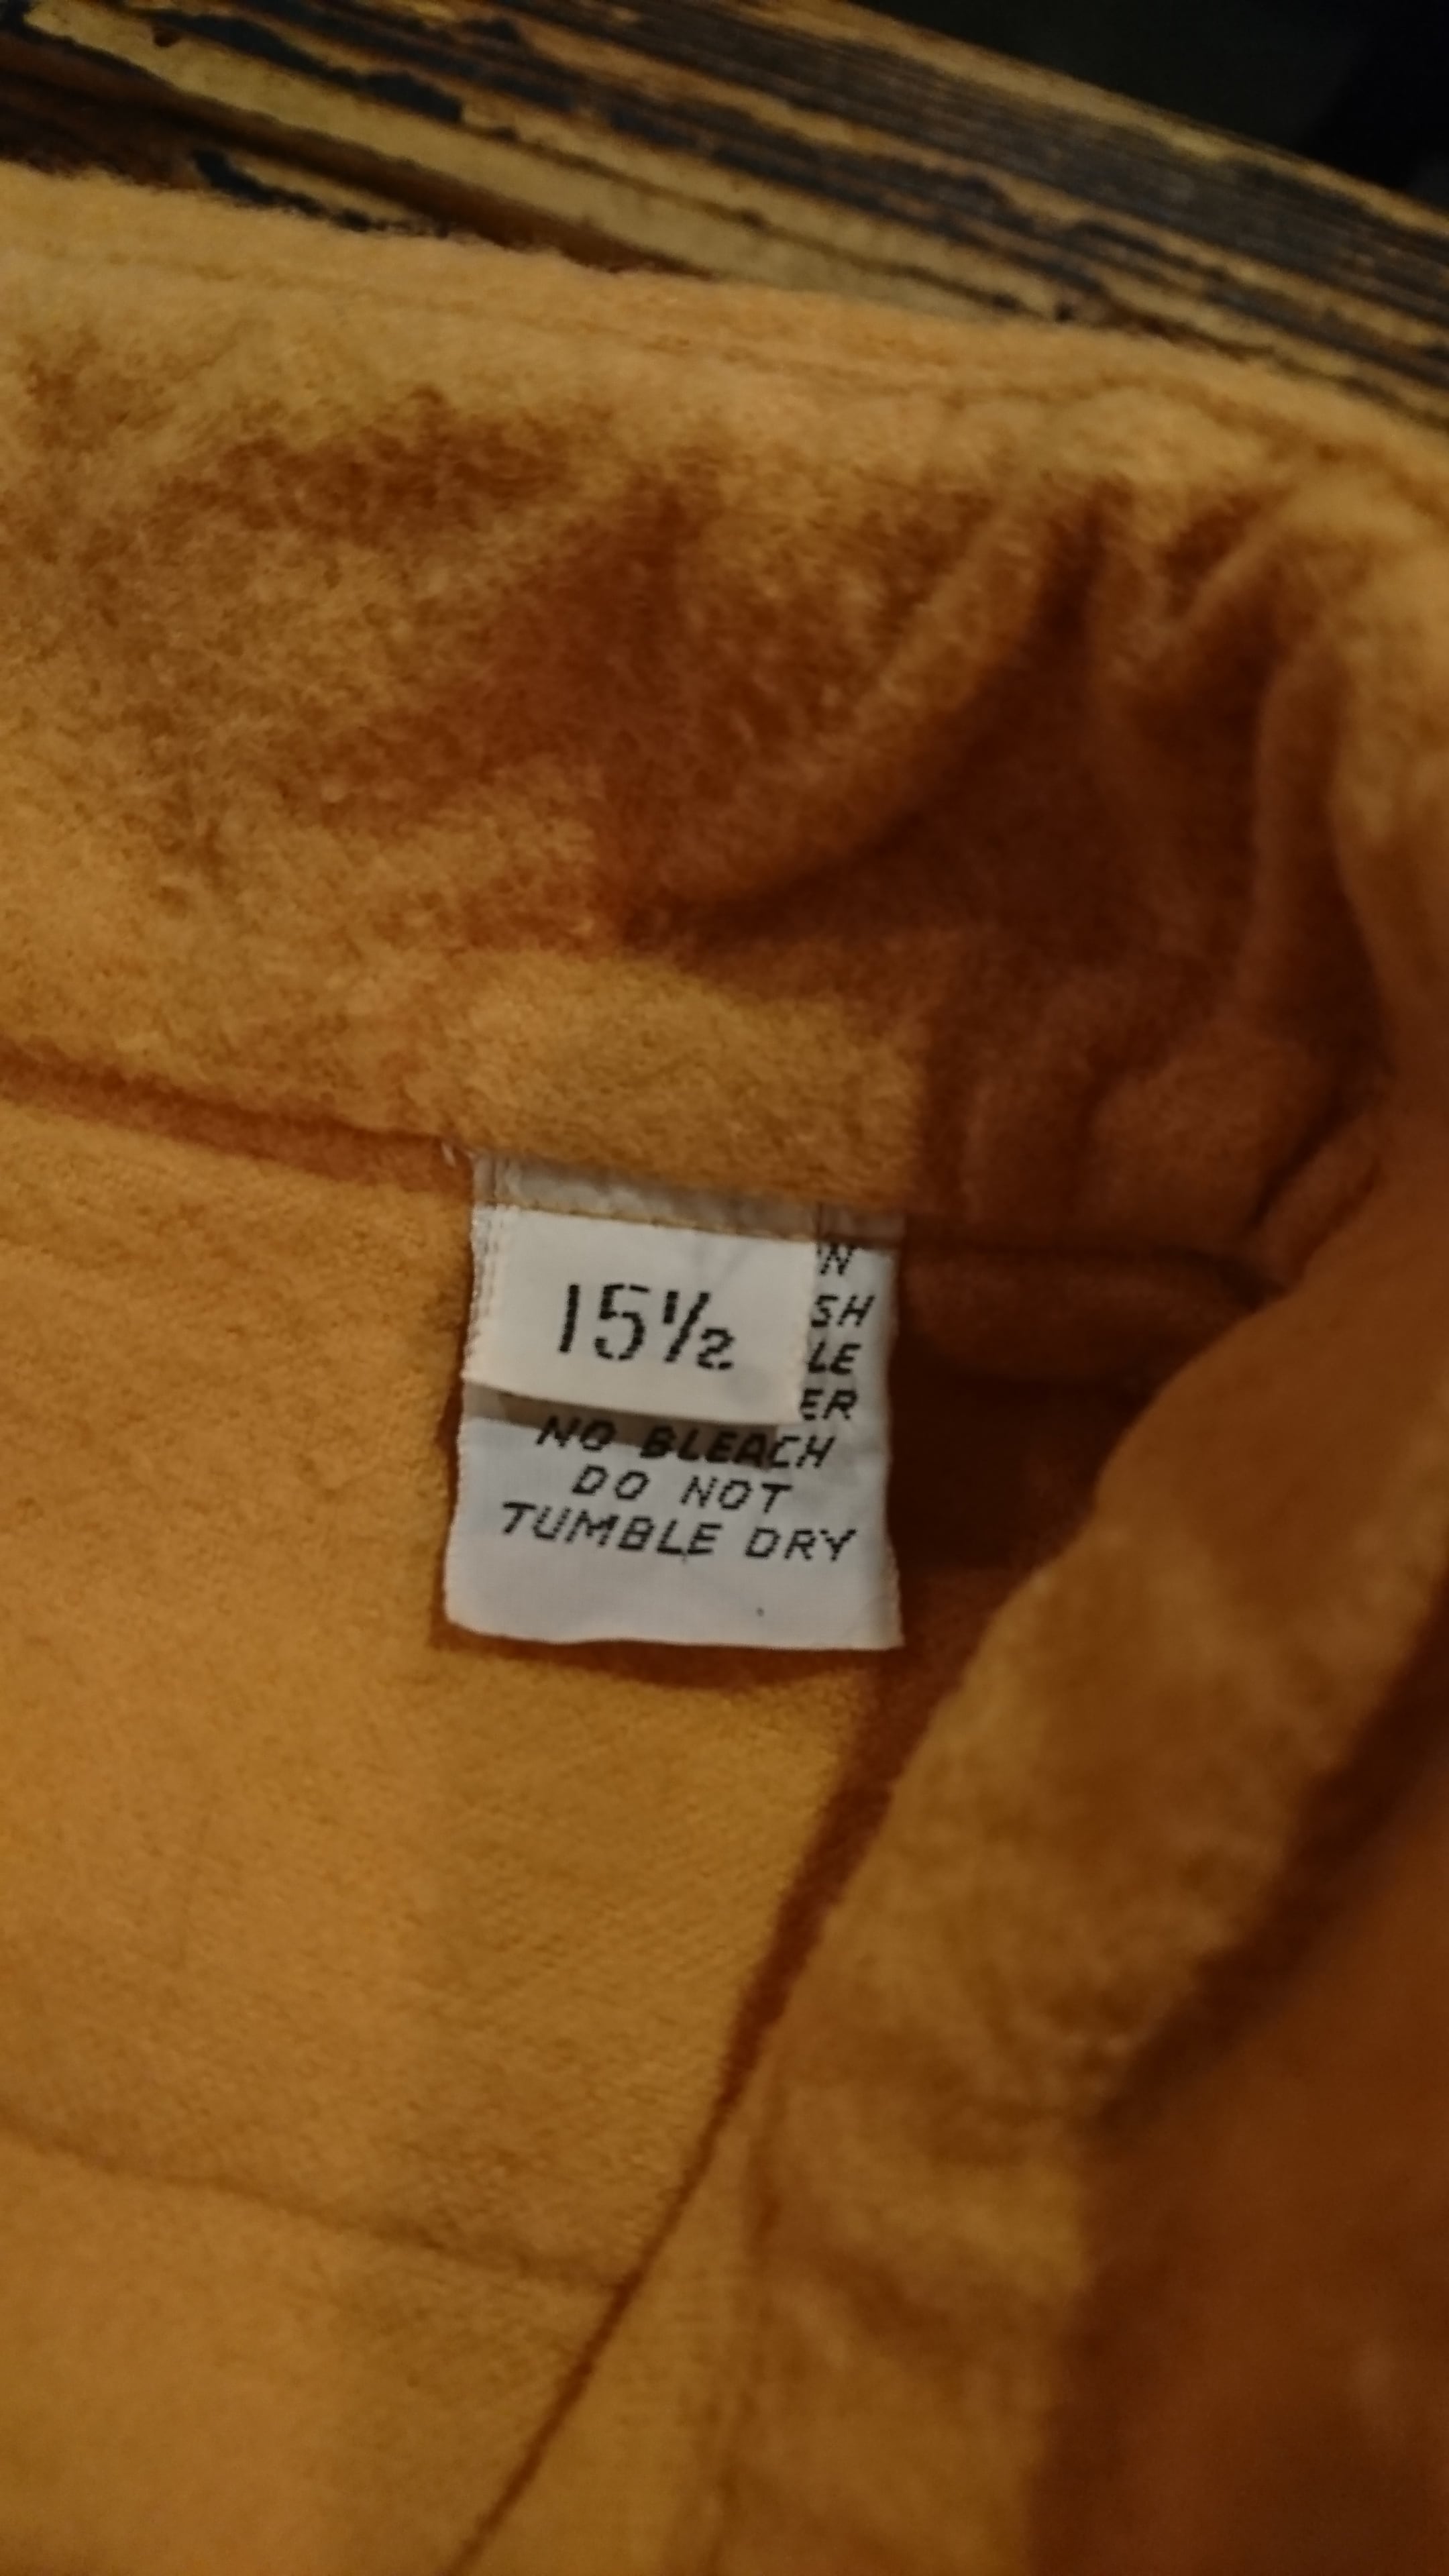 15½
NO BLEACH
DO NOT
TUMBLE DRY